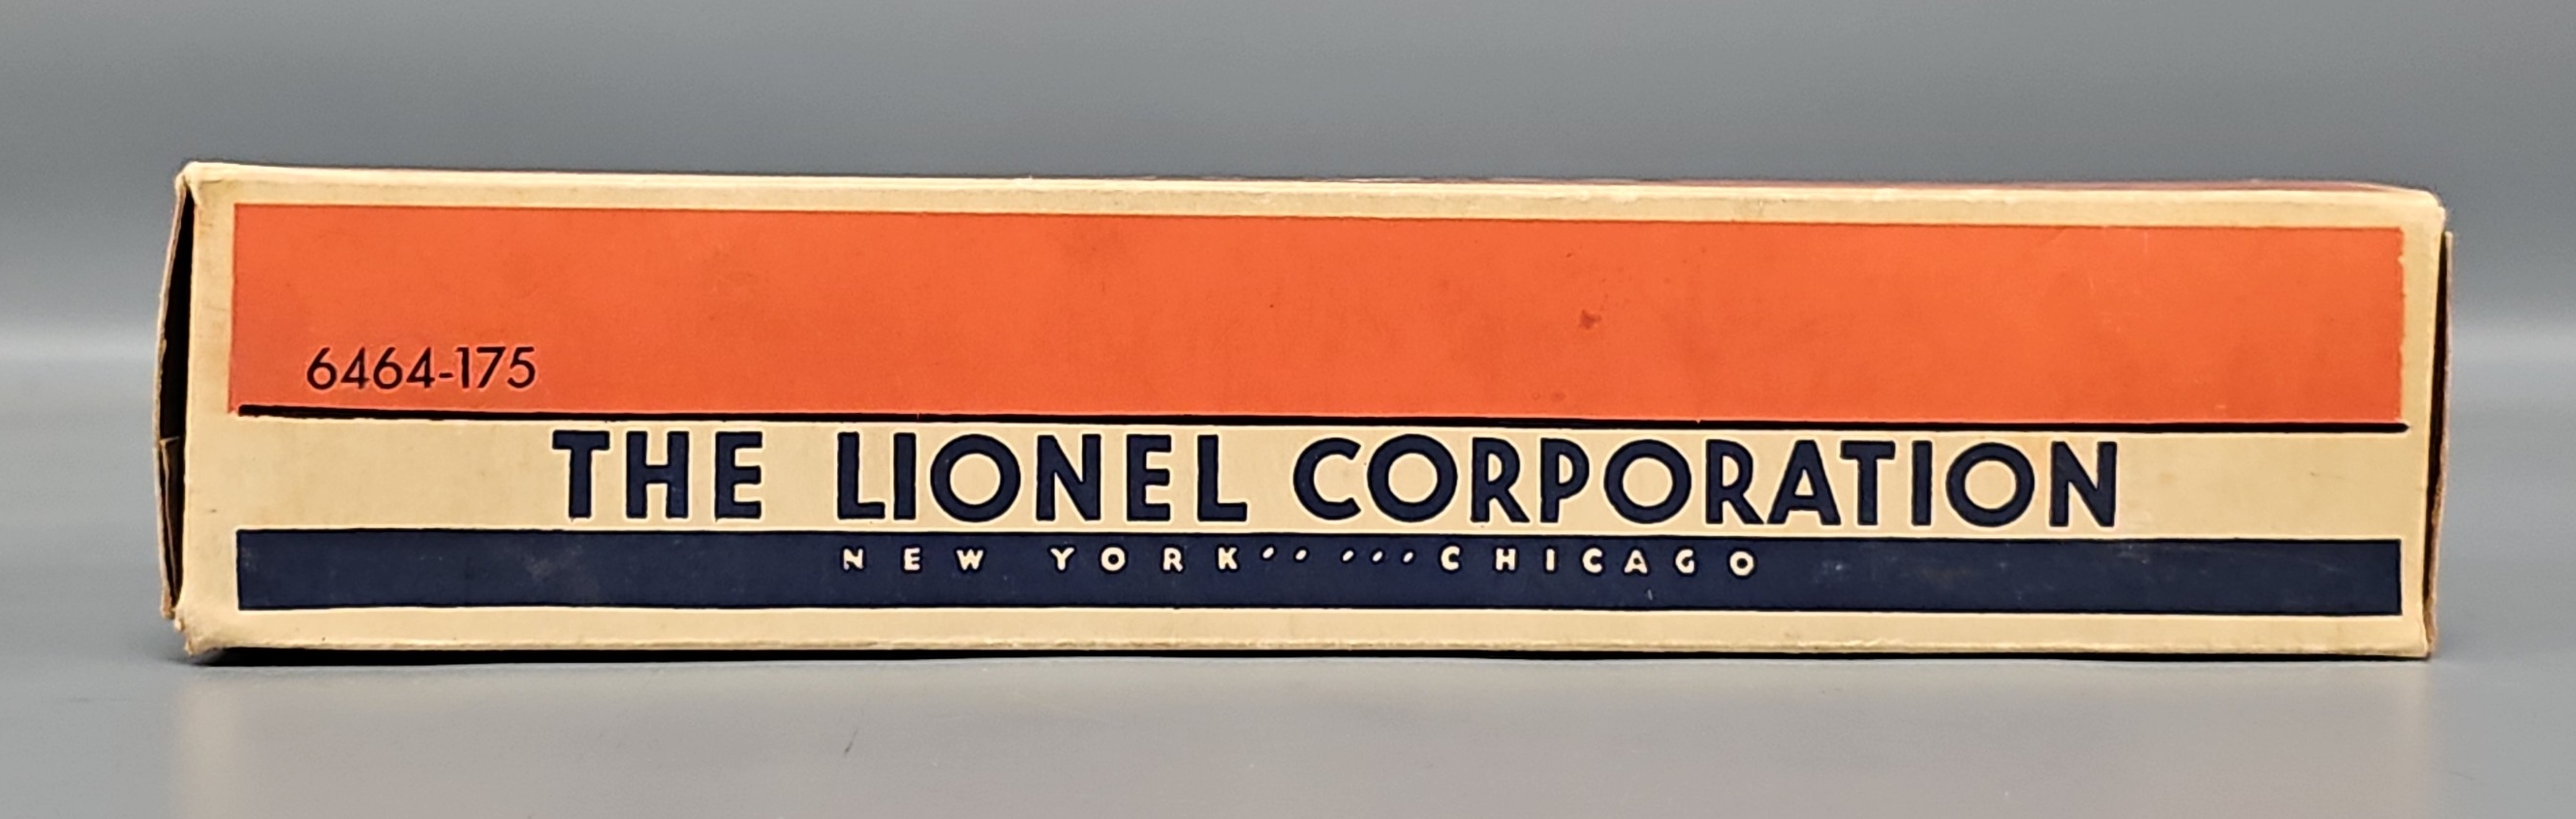 6464-175
THE LIONEL CORPORATION
NEW YORK·· ···CHICAGO